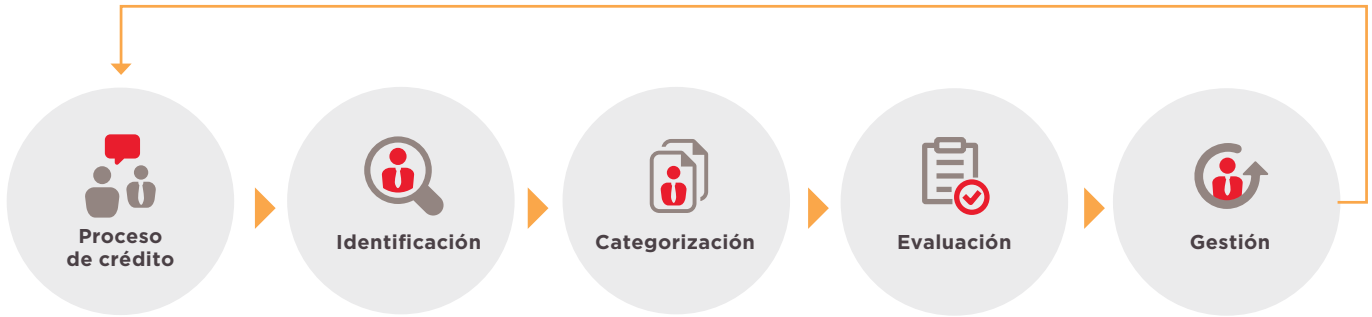 Proceso
de crédito
Identificación
Categorización
Evaluación
Gestión